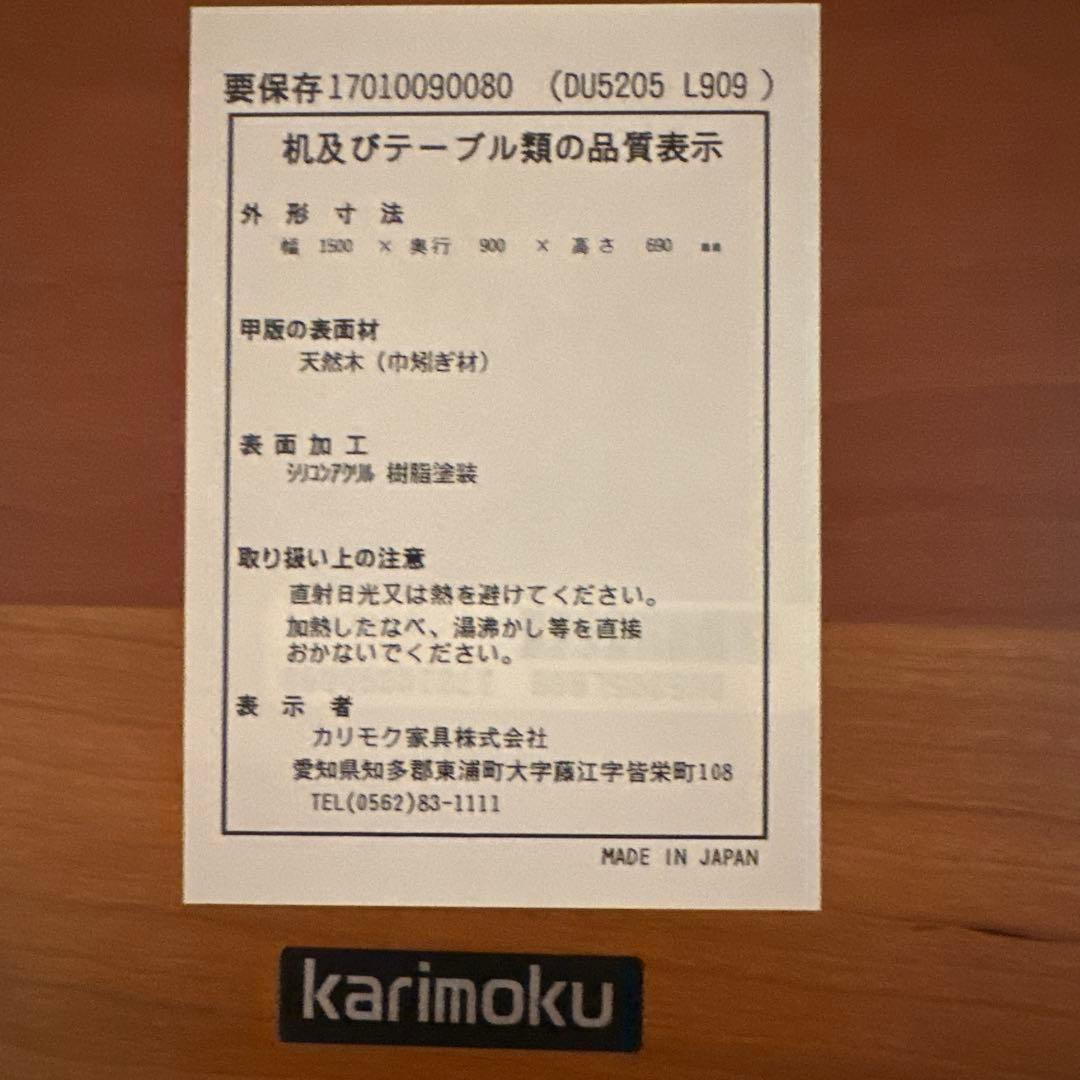 要保存17010090080 (DU5205 L909 )
机及びテーブル類の品質表示
外 形 寸 法
幅 1500 × 奥行 900 × 高さ 690 mm
甲版の表面材
天然木(巾矧ぎ材)
表 面 加 工
シリコンアクリル 樹脂塗装
取り扱い上の注意
直射日光又は熱を避けてください。
加熱したなべ、湯沸かし等を直接
おかないでください。
表 示 者
カリモク家具株式会社
愛知県知多郡東浦町大字藤江字皆栄町108
TEL(0562)83-1111
MADE IN JAPAN
karimoku